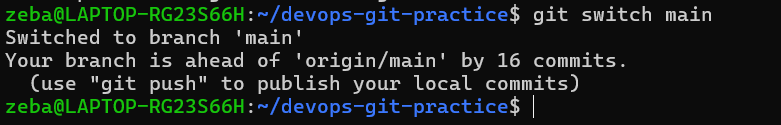 zeba@LAPTOP-RG23S66H:~/devops-git-practice$ git switch main
Switched to branch 'main'
Your branch is ahead of 'origin/main' by 16 commits.
  (use "git push" to publish your local commits)
zeba@LAPTOP-RG23S66H:~/devops-git-practice$